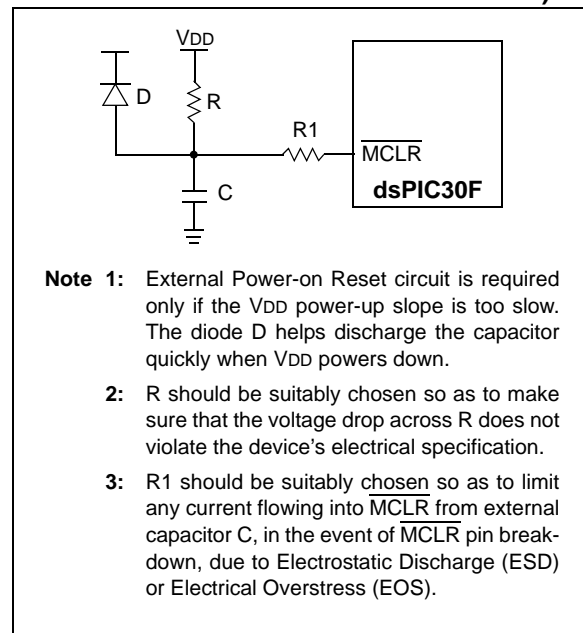 VDD
D
R
R1
MCLR
C
dsPIC30F
Note 1: External Power-on Reset circuit is required
only if the VDD power-up slope is too slow.
The diode D helps discharge the capacitor
quickly when VDD powers down.
2: R should be suitably chosen so as to make
sure that the voltage drop across R does not
violate the device's electrical specification.
3: R1 should be suitably chosen so as to limit
any current flowing into MCLR from external
capacitor C, in the event of MCLR pin break-
down, due to Electrostatic Discharge (ESD)
or Electrical Overstress (EOS).